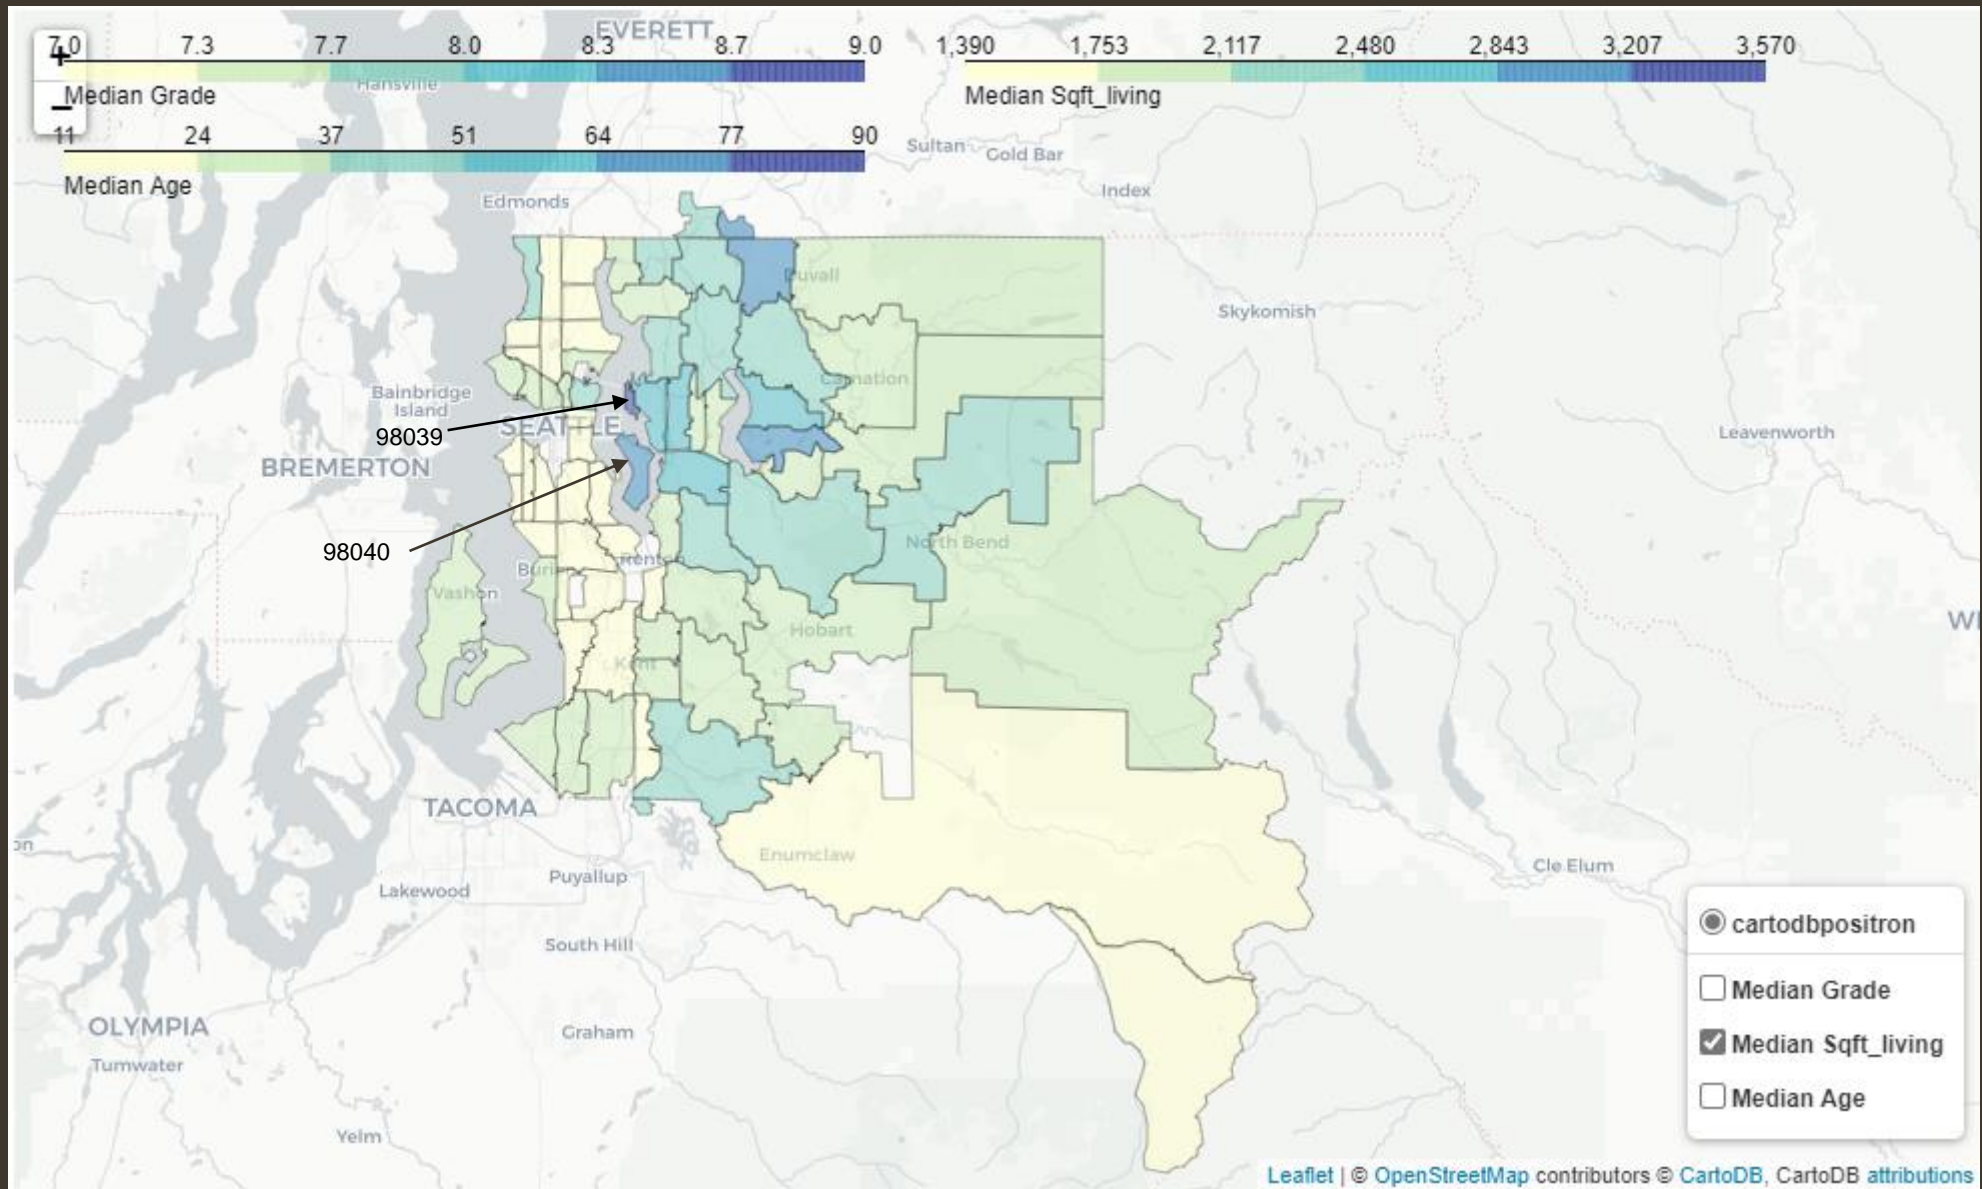 EVERETT
7.0 7.3 7.7 8.0 8.3 8.7 9.0
+
Median Grade
−
Hansville
1,390 1,753 2,117 2,480 2,843 3,207 3,570
Median Sqft_living
11 24 37 51 64 77 90
Median Age
Sultan
Gold Bar
Index
Edmonds
Duvall
Skykomish
Bainbridge
Island
Carnation
98039
SEATTLE
Leavenworth
BREMERTON
98040
North Bend
Renton
Burien
Vashon
Hobart
Kent
WE
TACOMA
on
Enumclaw
Cle Elum
Puyallup
Lakewood
South Hill
OLYMPIA
Graham
Tumwater
Yelm
cartodbpositron
Median Grade
Median Sqft_living
Median Age
Leaflet | © OpenStreetMap contributors © CartoDB, CartoDB attributions